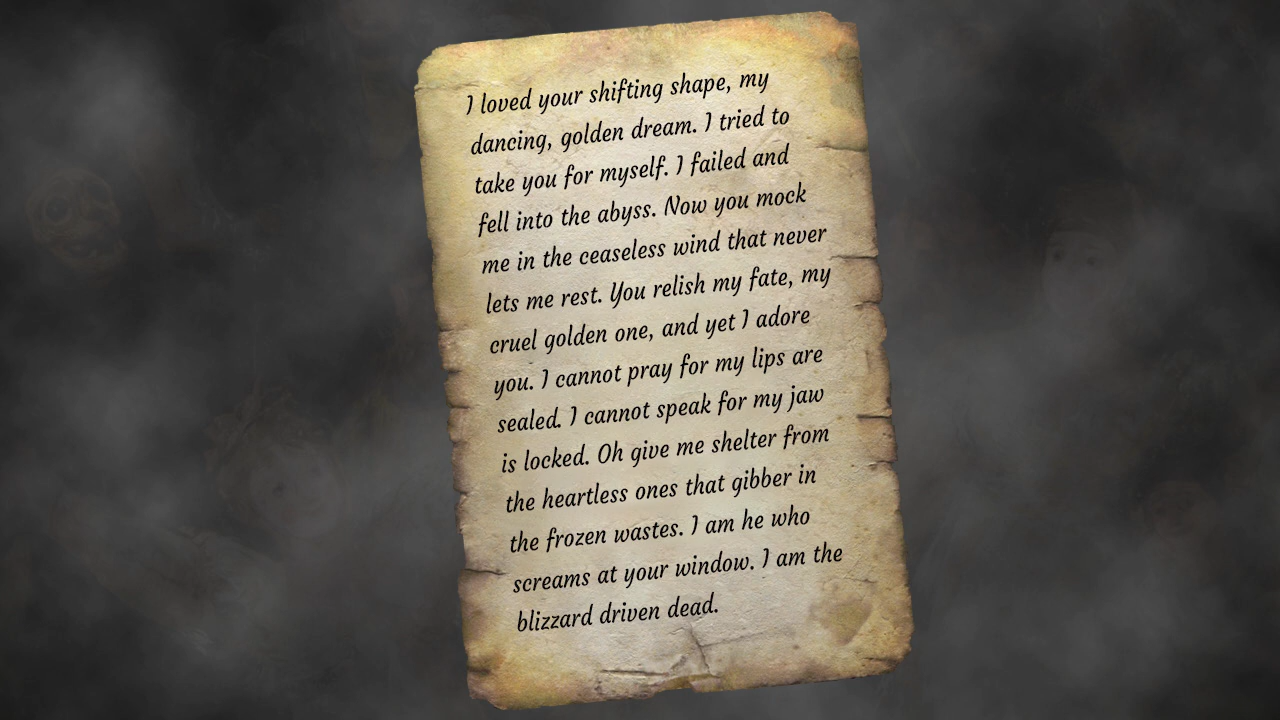 I loved your shifting shape, my
dancing, golden dream. I tried to
take you for myself. I failed and
fell into the abyss. Now you mock
me in the ceaseless wind that never
lets me rest. You relish my fate, my
cruel golden one, and yet I adore
you. I cannot pray for my lips are
sealed. I cannot speak for my jaw
is locked. Oh give me shelter from
the heartless ones that gibber in
the frozen wastes. I am he who
screams at your window. I am the
blizzard driven dead.